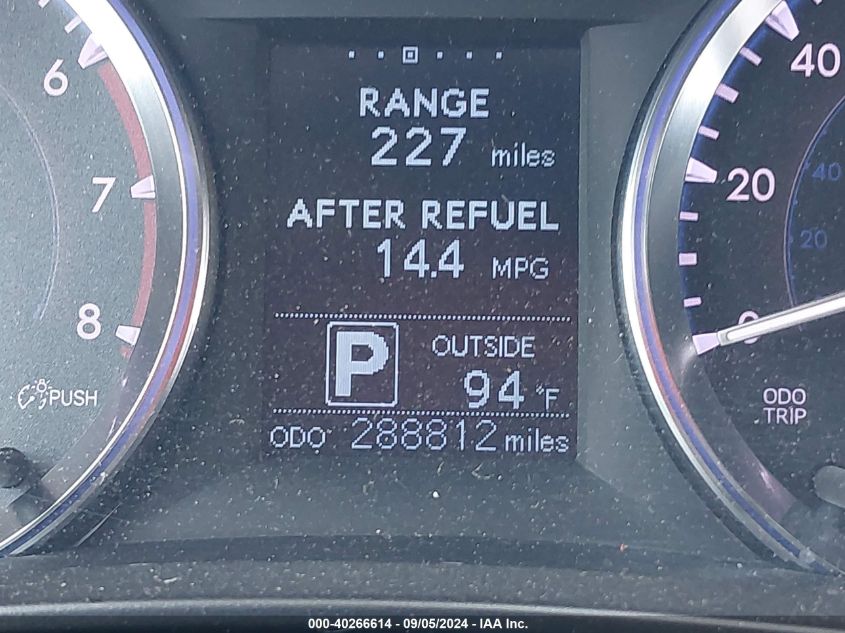 RANGE
227 miles
AFTER REFUEL
14.4 MPG
P
OUTSIDE
94 °F
ODO 288812 miles
6
7
8
PUSH
40
20
0
40
20
ODO
TRIP
000-40266614 - 09/05/2024 - IAA Inc.